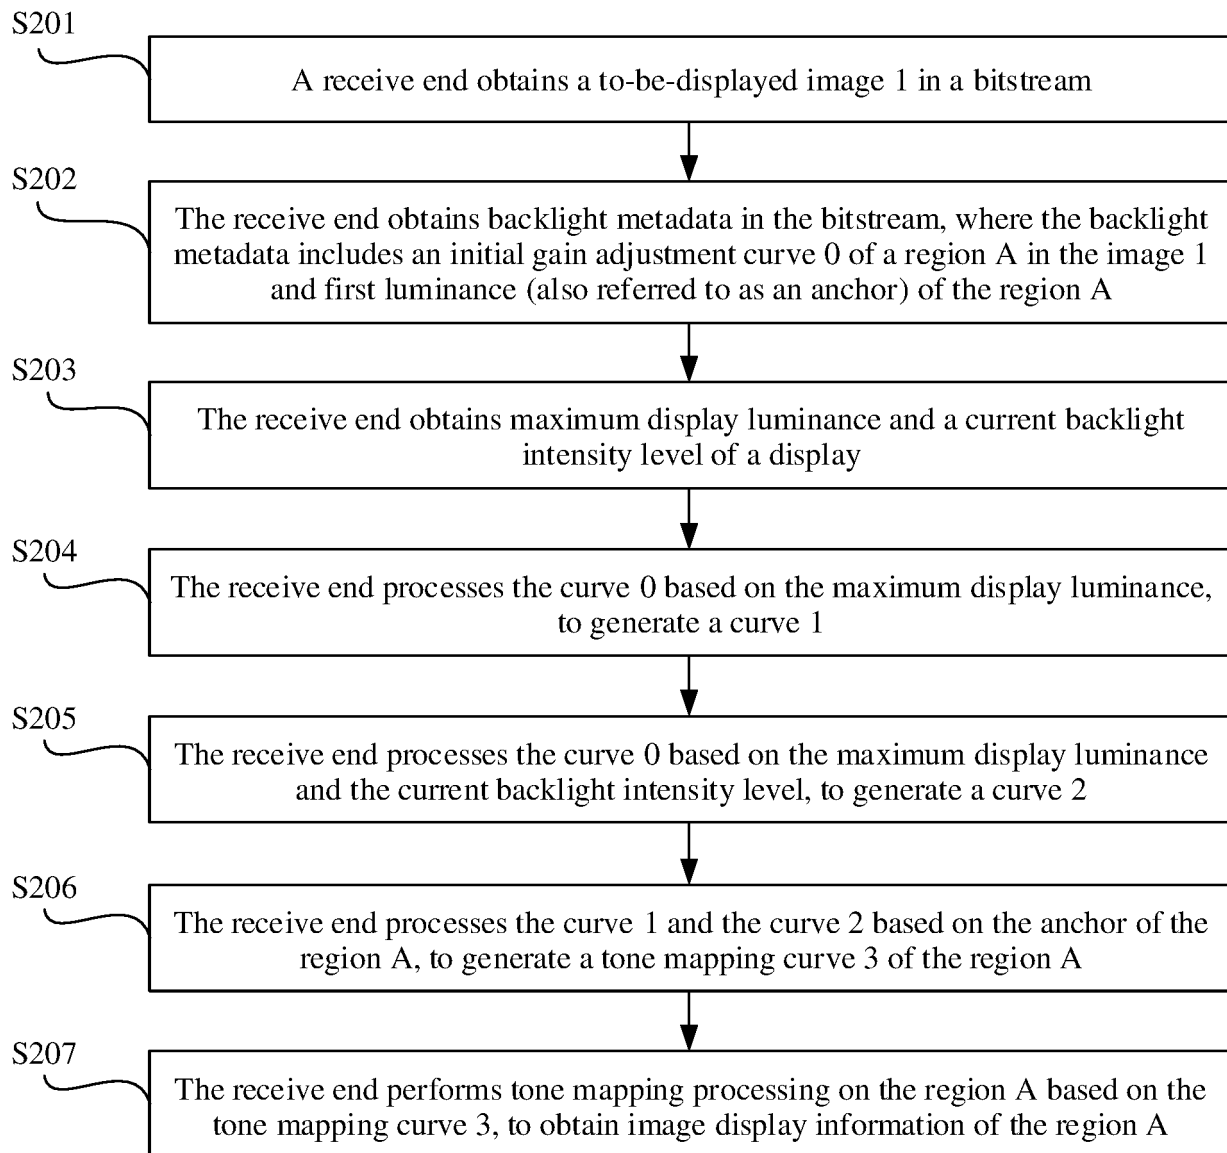 S201
A receive end obtains a to-be-displayed image 1 in a bitstream
S202
The receive end obtains backlight metadata in the bitstream, where the backlight
metadata includes an initial gain adjustment curve 0 of a region A in the image 1
and first luminance (also referred to as an anchor) of the region A
S203
The receive end obtains maximum display luminance and a current backlight
intensity level of a display
S204
The receive end processes the curve 0 based on the maximum display luminance,
to generate a curve 1
S205
The receive end processes the curve 0 based on the maximum display luminance
and the current backlight intensity level, to generate a curve 2
S206
The receive end processes the curve 1 and the curve 2 based on the anchor of the
region A, to generate a tone mapping curve 3 of the region A
S207
The receive end performs tone mapping processing on the region A based on the
tone mapping curve 3, to obtain image display information of the region A